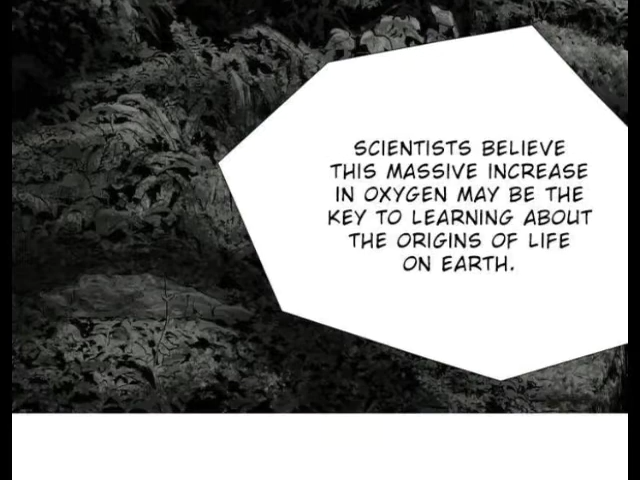 SCIENTISTS BELIEVE
THIS MASSIVE INCREASE
IN OXYGEN MAY BE THE
KEY TO LEARNING ABOUT
THE ORIGINS OF LIFE
ON EARTH.